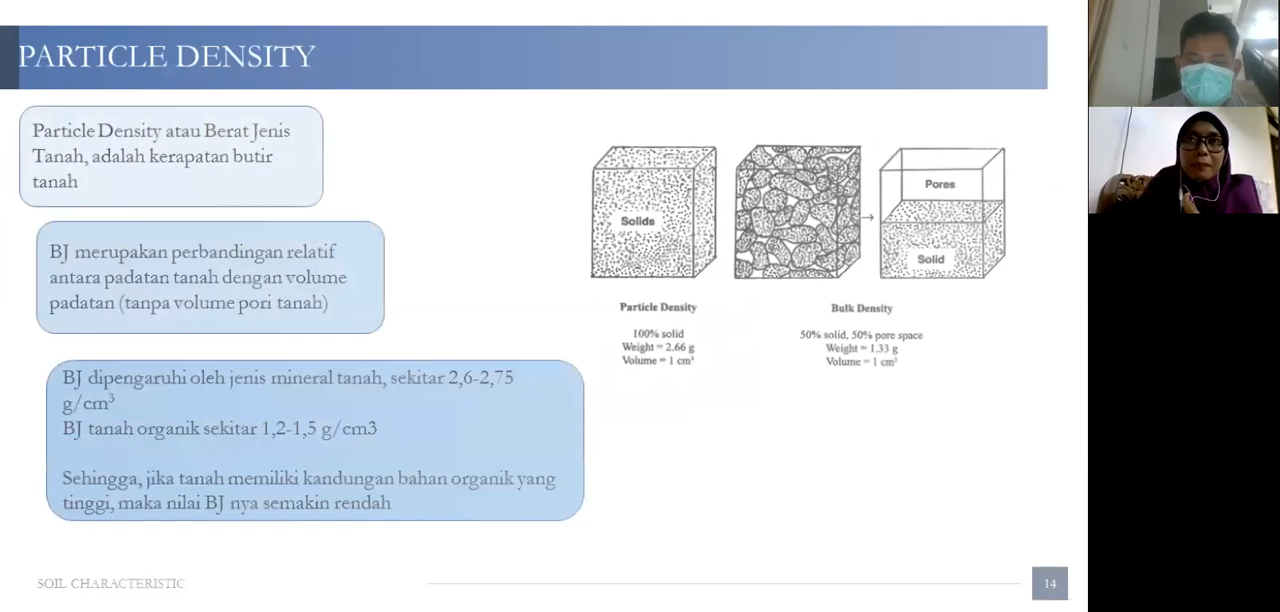 PARTICLE DENSITY
Particle Density atau Berat Jenis
Tanah, adalah kerapatan butir
tanah
BJ merupakan perbandingan relatif
antara padatan tanah dengan volume
padatan (tanpa volume pori tanah)
BJ dipengaruhi oleh jenis mineral tanah, sekitar 2,6-2,75
g/cm³
BJ tanah organik sekitar 1,2-1,5 g/cm3
Sehingga, jika tanah memiliki kandungan bahan organik yang
tinggi, maka nilai BJ nya semakin rendah
Solids
Pores
Solid
Particle Density
100% solid
Weight = 2.66 g
Volume = 1 cm³
Bulk Density
50% solid, 50% pore space
Weight = 1.33 g
Volume = 1 cm³
SOIL CHARACTERISTIC
14